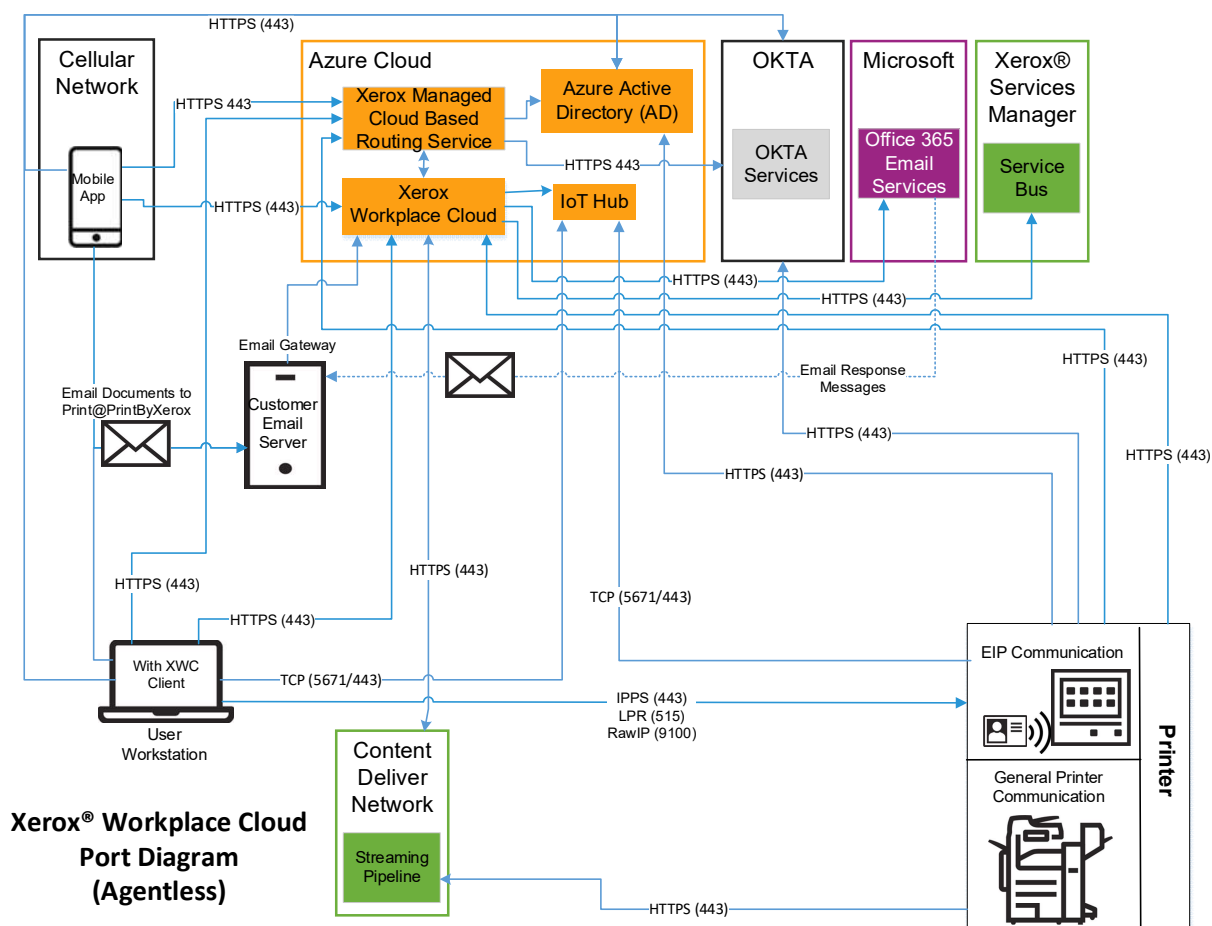 HTTPS (443)
Cellular
Network
Mobile
App
HTTPS 443
HTTPS (443)
Azure Cloud
Xerox Managed
Cloud Based
Routing Service
Azure Active
Directory (AD)
Xerox
Workplace Cloud
IoT Hub
HTTPS 443
OKTA
OKTA
Services
Microsoft
Office 365
Email
Services
Xerox®
Services
Manager
Service
Bus
HTTPS (443)
HTTPS (443)
Email Gateway
Email Documents to
Print@PrintByXerox
Customer
Email
Server
Email Response
Messages
HTTPS (443)
HTTPS (443)
HTTPS (443)
HTTPS (443)
HTTPS (443)
HTTPS (443)
TCP (5671/443)
HTTPS (443)
With XWC
Client
User
Workstation
TCP (5671/443)
IPPS (443)
LPR (515)
RawIP (9100)
EIP Communication
General Printer
Communication
Printer
Content
Deliver
Network
Streaming
Pipeline
HTTPS (443)
Xerox® Workplace Cloud
Port Diagram
(Agentless)